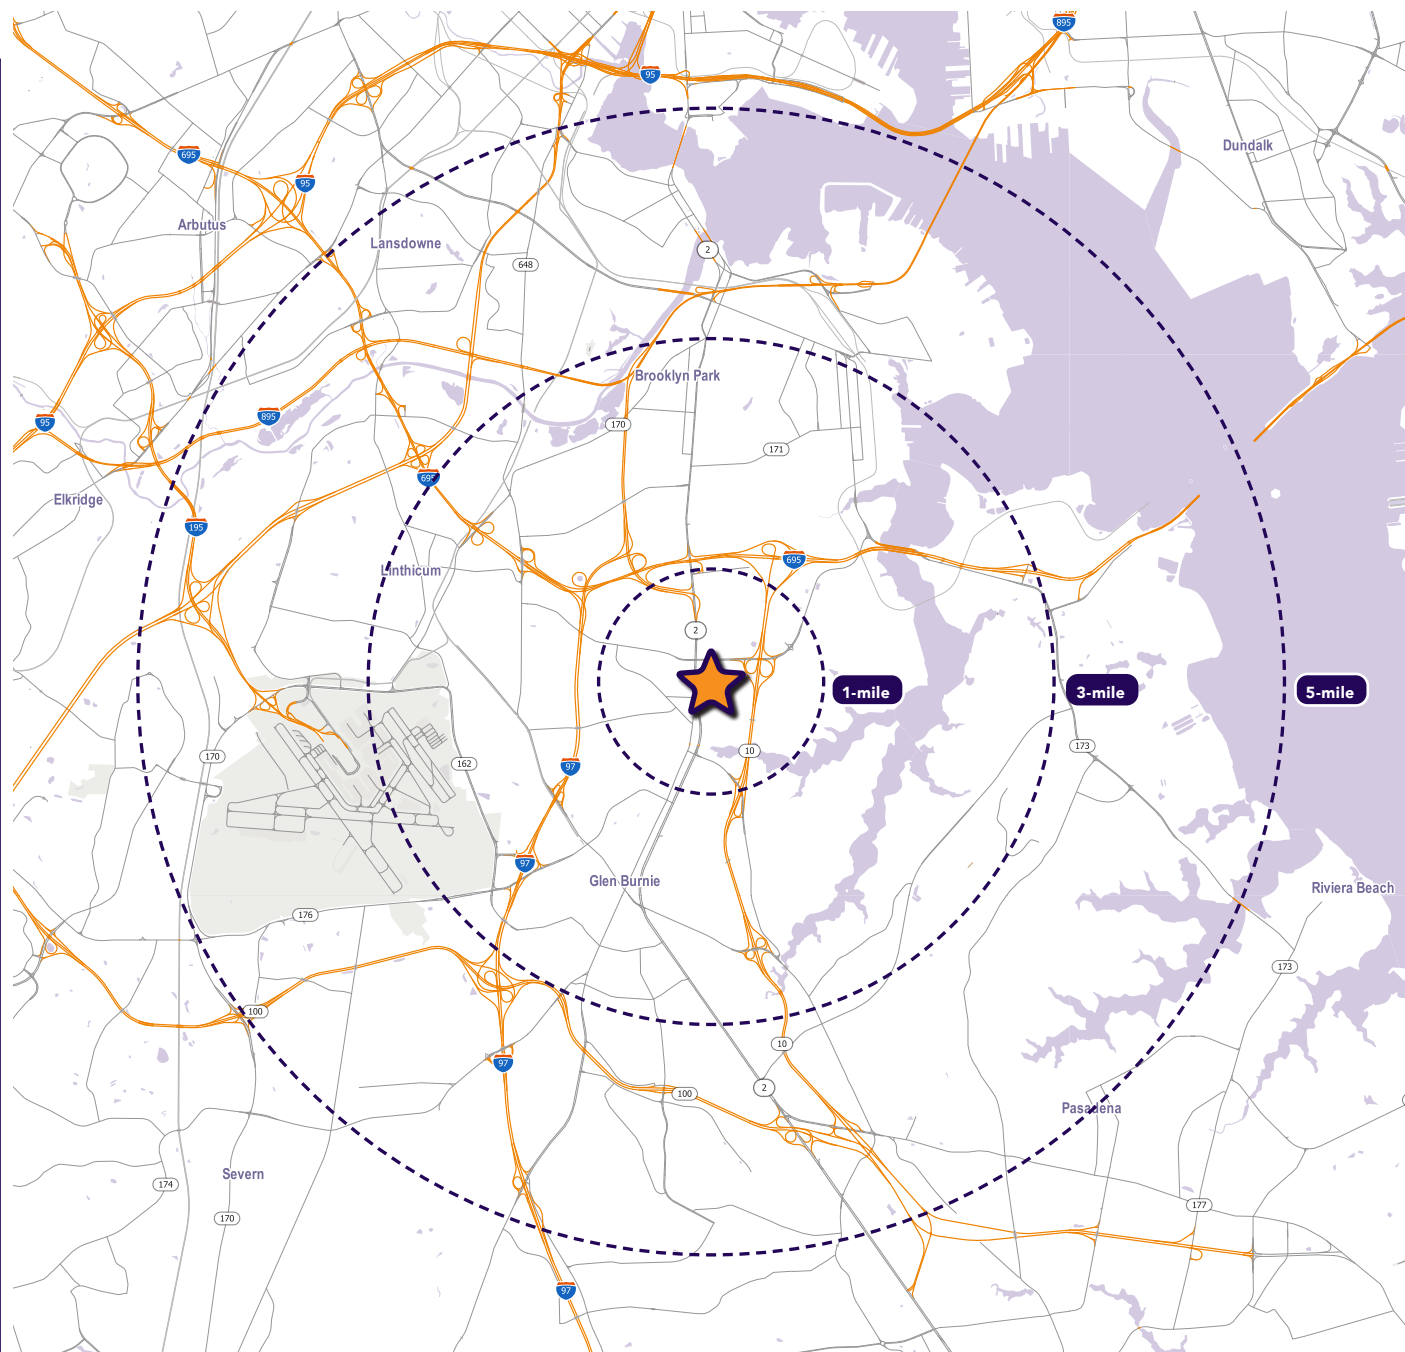 895
95
Dundalk
695
95
Arbutus
Lansdowne
2
648
Brooklyn Park
895
95
170
171
695
Elkridge
195
695
Linthicum
2
1-mile
3-mile
5-mile
173
10
170
162
97
97
Glen Burnie
Riviera Beach
176
173
100
10
97
2
100
Pasadena
Severn
174
177
170
97